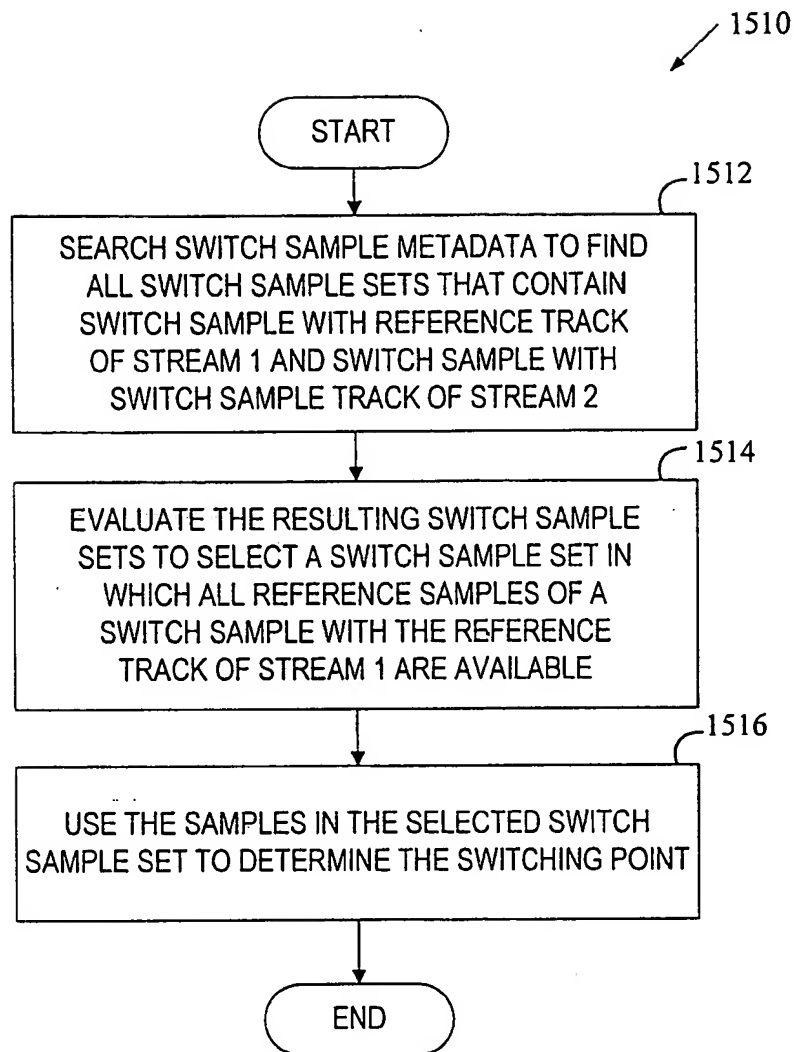 1510
START
1512
SEARCH SWITCH SAMPLE METADATA TO FIND
ALL SWITCH SAMPLE SETS THAT CONTAIN
SWITCH SAMPLE WITH REFERENCE TRACK
OF STREAM 1 AND SWITCH SAMPLE WITH
SWITCH SAMPLE TRACK OF STREAM 2
1514
EVALUATE THE RESULTING SWITCH SAMPLE
SETS TO SELECT A SWITCH SAMPLE SET IN
WHICH ALL REFERENCE SAMPLES OF A
SWITCH SAMPLE WITH THE REFERENCE
TRACK OF STREAM 1 ARE AVAILABLE
1516
USE THE SAMPLES IN THE SELECTED SWITCH
SAMPLE SET TO DETERMINE THE SWITCHING POINT
END